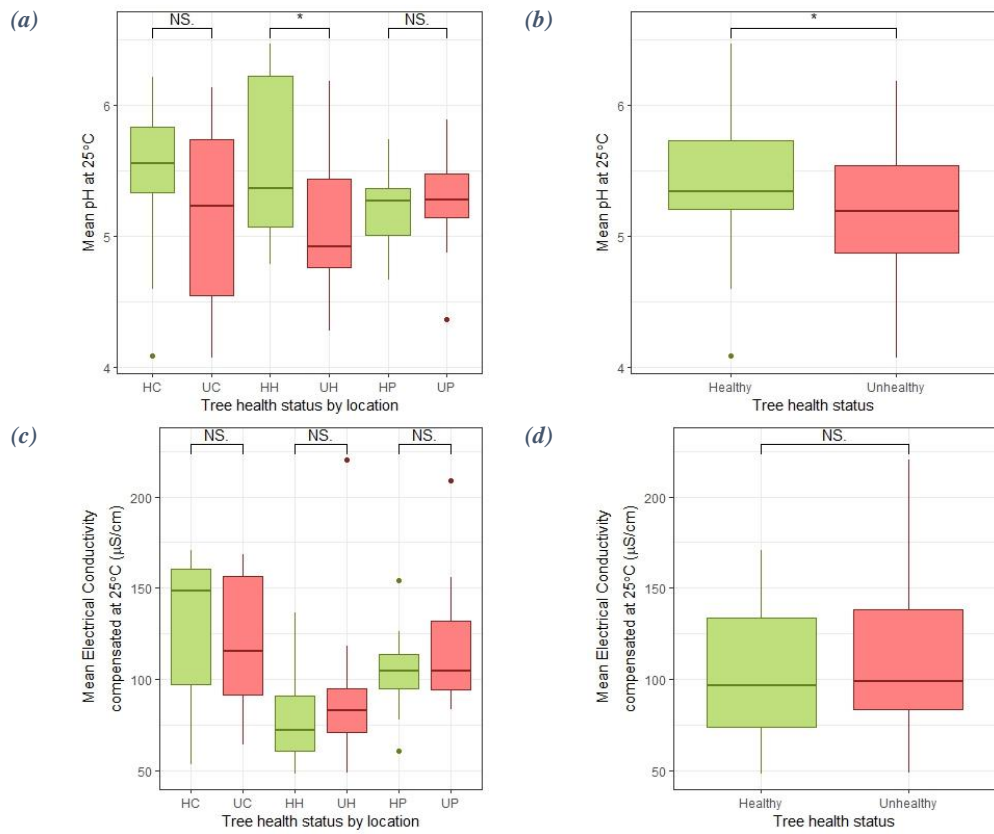 (a)
NS.
*
NS.
Mean pH at 25°C
6
5
4
HC
UC
HH
UH
HP
UP
Tree health status by location
(b)
*
Mean pH at 25°C
6
5
4
Healthy
Unhealthy
Tree health status
(c)
NS.
NS.
NS.
Mean Electrical Conductivity
compensated at 25°C (μS/cm)
200
150
100
50
HC
UC
HH
UH
HP
UP
Tree health status by location
(d)
NS.
Mean Electrical Conductivity
compensated at 25°C (μS/cm)
200
150
100
50
Healthy
Unhealthy
Tree health status